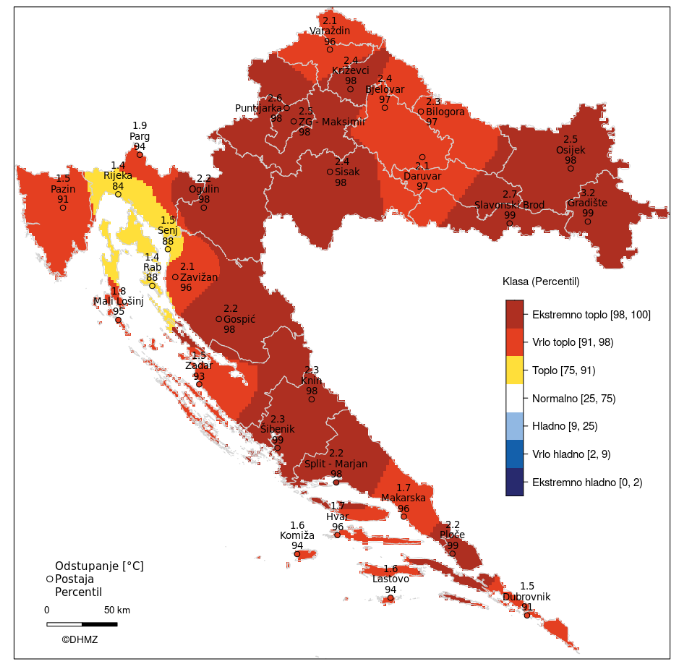 2.1
Varaždin
96
2.4
Križevci
98
2.4
Bjelovar
97
2.6
Puntijarka
98
2.5
ZG - Maksimir
98
2.3
Bilogora
97
1.9
Parg
94
2.5
Osijek
98
1.4
Rijeka
84
1.5
Pazin
91
2.2
Ogulin
98
2.4
Sisak
98
2.1
Daruvar
97
2.7
Slavonski Brod
99
3.2
Gradište
99
1.5
Senj
88
1.4
Rab
88
2.1
Zavižan
96
1.8
Mali Lošinj
95
2.2
Gospić
98
1.5
Zadar
93
2.3
Knin
98
2.3
Šibenik
99
2.2
Split - Marjan
98
1.7
Makarska
96
1.7
Hvar
96
1.6
Komiža
94
2.2
Ploče
99
1.6
Lastovo
94
1.5
Dubrovnik
91
Klasa (Percentil)
Ekstremno toplo [98, 100]
Vrlo toplo [91, 98)
Toplo [75, 91)
Normalno [25, 75)
Hladno [9, 25)
Vrlo hladno [2, 9)
Ekstremno hladno [0, 2)
Odstupanje [°C]
Postaja
Percentil
0 50 km
©DHMZ